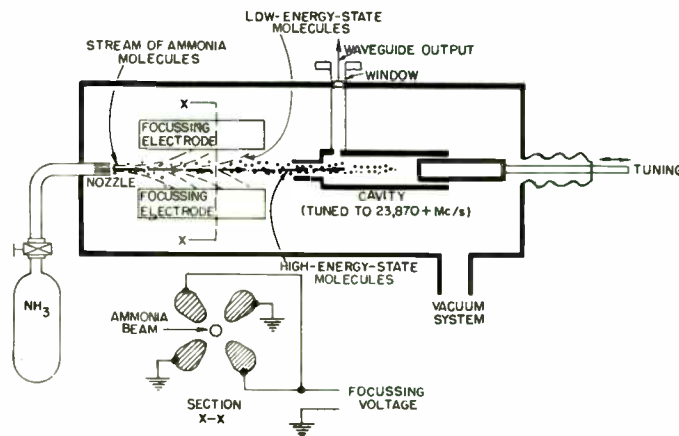 LOW-ENERGY-STATE
MOLECULES
STREAM OF AMMONIA
MOLECULES
WAVEGUIDE OUTPUT
WINDOW
X
FOCUSSING
ELECTRODE
NOZZLE
FOCUSSING
ELECTRODE
X
TUNING
CAVITY
(TUNED TO 23,870 + Mc/s)
HIGH-ENERGY-STATE
MOLECULES
NH3
AMMONIA
BEAM
VACUUM
SYSTEM
SECTION
X-X
FOCUSSING
VOLTAGE